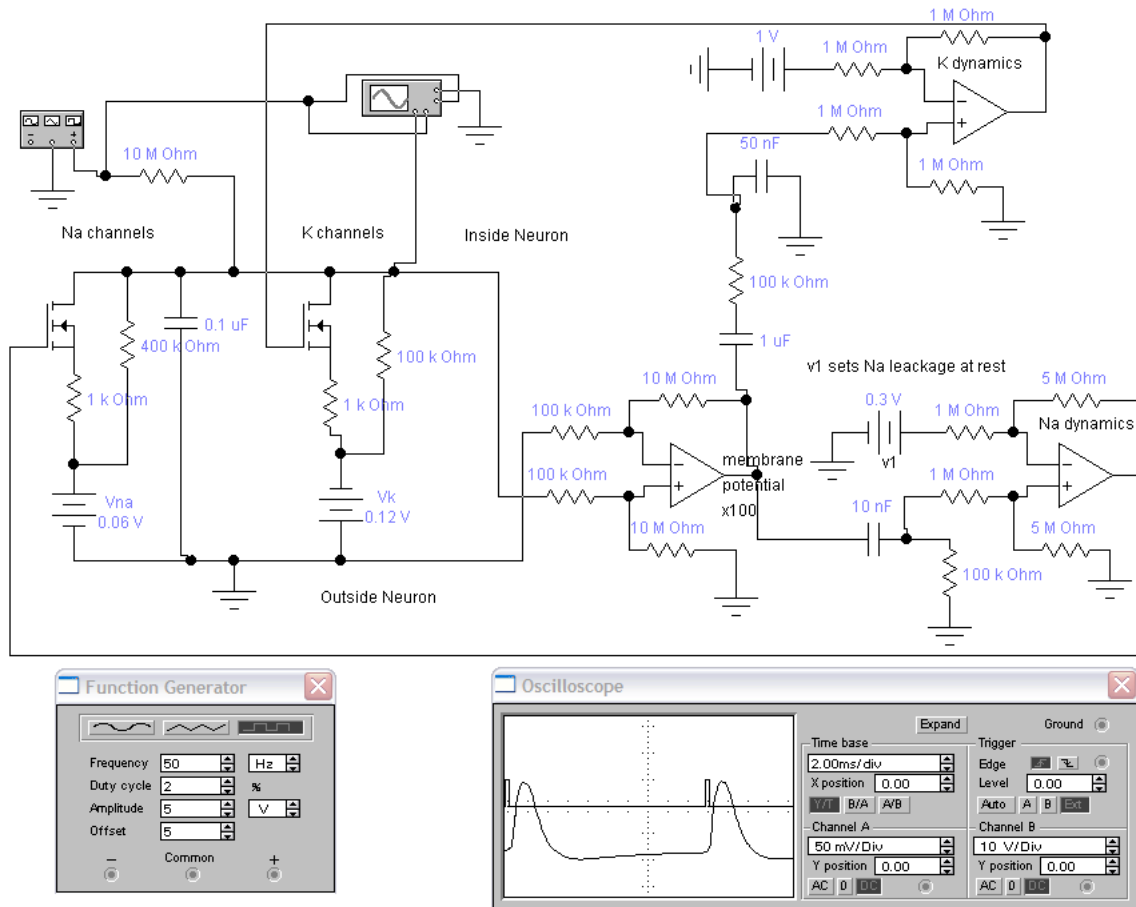 1 M Ohm
1 V
1 M Ohm
K dynamics
−
+
1 M Ohm
50 nF
1 M Ohm
− +
10 M Ohm
Na channels
K channels
Inside Neuron
100 k Ohm
0.1 uF
400 k Ohm
100 k Ohm
1 uF
1 k Ohm
1 k Ohm
v1 sets Na leackage at rest
10 M Ohm
5 M Ohm
0.3 V
1 M Ohm
100 k Ohm
Na dynamics
v1
−
+
100 k Ohm
−
+
membrane
potential
x100
1 M Ohm
Vna
0.06 V
Vk
0.12 V
10 nF
10 M Ohm
5 M Ohm
100 k Ohm
Outside Neuron
Function Generator
Frequency 50 Hz
Duty cycle 2 %
Amplitude 5 V
Offset 5
− Common +
Oscilloscope
Expand Ground
Time base
2.00ms/div
X position 0.00
Y/T B/A A/B
Trigger
Edge
Level 0.00
Auto A B Ext
Channel A
50 mV/Div
Y position 0.00
AC 0 DC
Channel B
10 V/Div
Y position 0.00
AC 0 DC